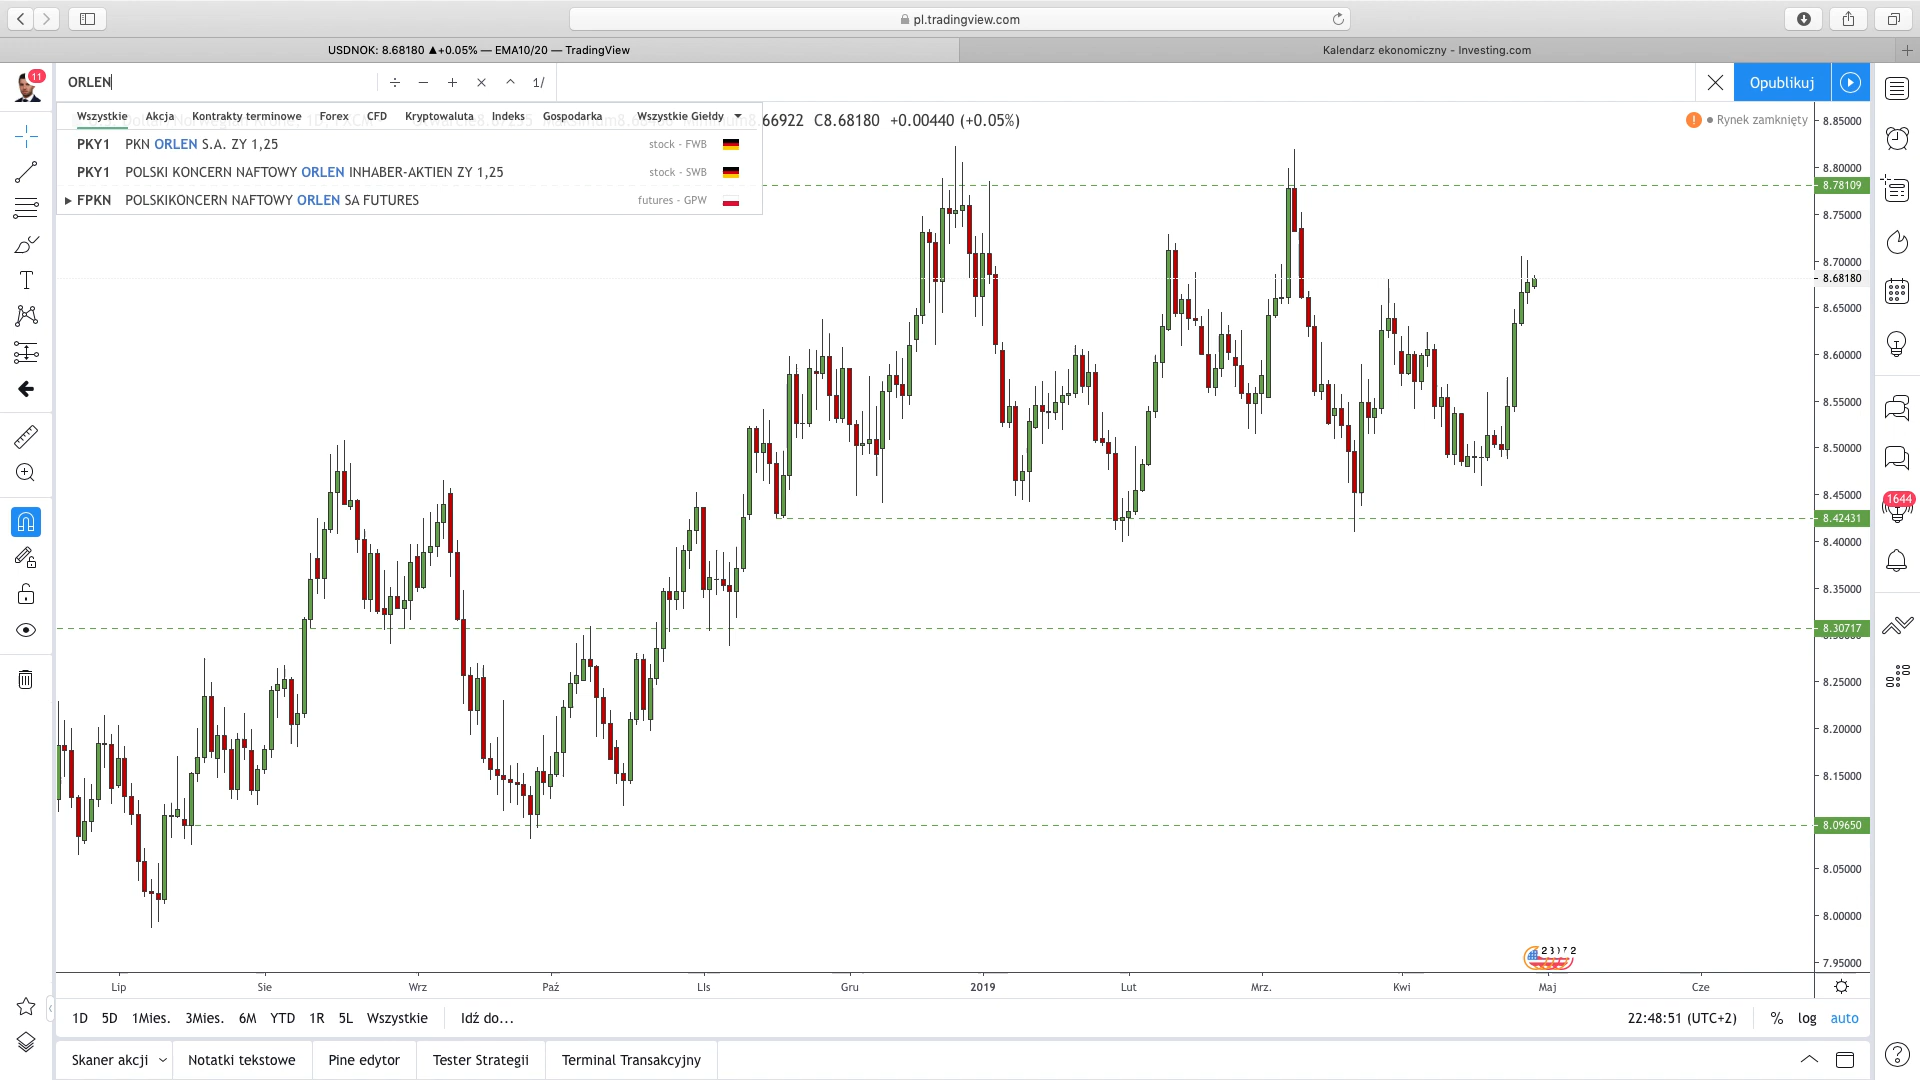 pl.tradingview.com
USDNOK: 8.68180 ▲+0.05% — EMA10/20 — TradingView
Kalendarz ekonomiczny - Investing.com
11
ORLEN
÷ − + × ^ 1/
Opublikuj
Wszystkie Akcja Kontrakty terminowe Forex CFD Kryptowaluta Indeks Gospodarka Wszystkie Giełdy
66922 C8.68180 +0.00440 (+0.05%)
Rynek zamknięty
PKY1 PKN ORLEN S.A. ZY 1,25 stock - FWB
PKY1 POLSKI KONCERN NAFTOWY ORLEN INHABER-AKTIEN ZY 1,25 stock - SWB
FPKN POLSKIKONCERN NAFTOWY ORLEN SA FUTURES futures - GPW
8.85000
8.80000
8.78109
8.75000
8.70000
8.68180
8.65000
8.60000
8.55000
8.50000
8.45000
8.42431
8.40000
8.35000
8.30717
8.25000
8.20000
8.15000
8.09650
8.05000
8.00000
7.95000
1644
Lip Sie Wrz Paź LIs Gru 2019 Lut Mrz. Kwi Maj Cze
1D 5D 1Mies. 3Mies. 6M YTD 1R 5L Wszystkie Idź do...
22:48:51 (UTC+2) % log auto
Skaner akcji Notatki tekstowe Pine edytor Tester Strategii Terminal Transakcyjny